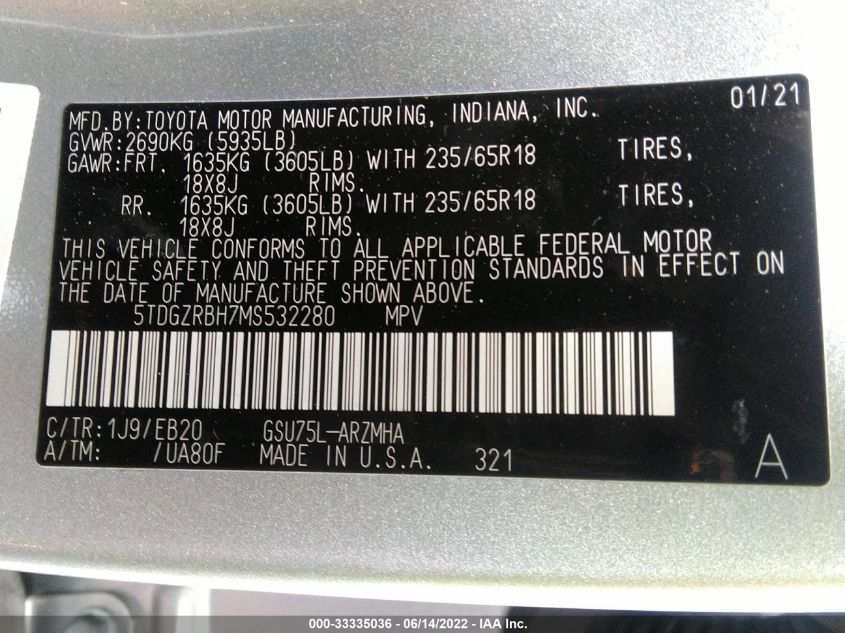 MFD.BY:TOYOTA MOTOR MANUFACTURING, INDIANA, INC. 01/21
GVWR:2690KG (5935LB)
GAWR:FRT. 1635KG (3605LB) WITH 235/65R18 TIRES,
18X8J RIMS.
RR. 1635KG (3605LB) WITH 235/65R18 TIRES,
18X8J RIMS.
THIS VEHICLE CONFORMS TO ALL APPLICABLE FEDERAL MOTOR
VEHICLE SAFETY AND THEFT PREVENTION STANDARDS IN EFFECT ON
THE DATE OF MANUFACTURE SHOWN ABOVE.
5TDGZRBH7MS532280 MPV
C/TR:1J9/EB20 GSU75L-ARZMHA
A/TM: /UA80F MADE IN U.S.A. 321 A
000-33335036 - 06/14/2022 - IAA Inc.